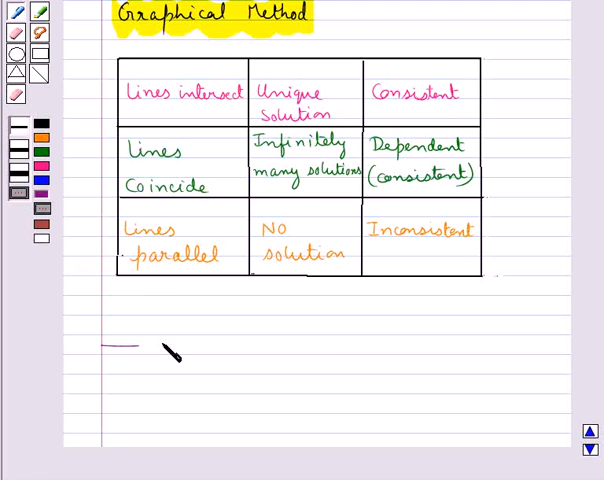 Graphical Method
Lines intersect Unique Solution Consistent
Lines Coincide Infinitely many solutions Dependent (consistent)
Lines parallel No solution Inconsistent